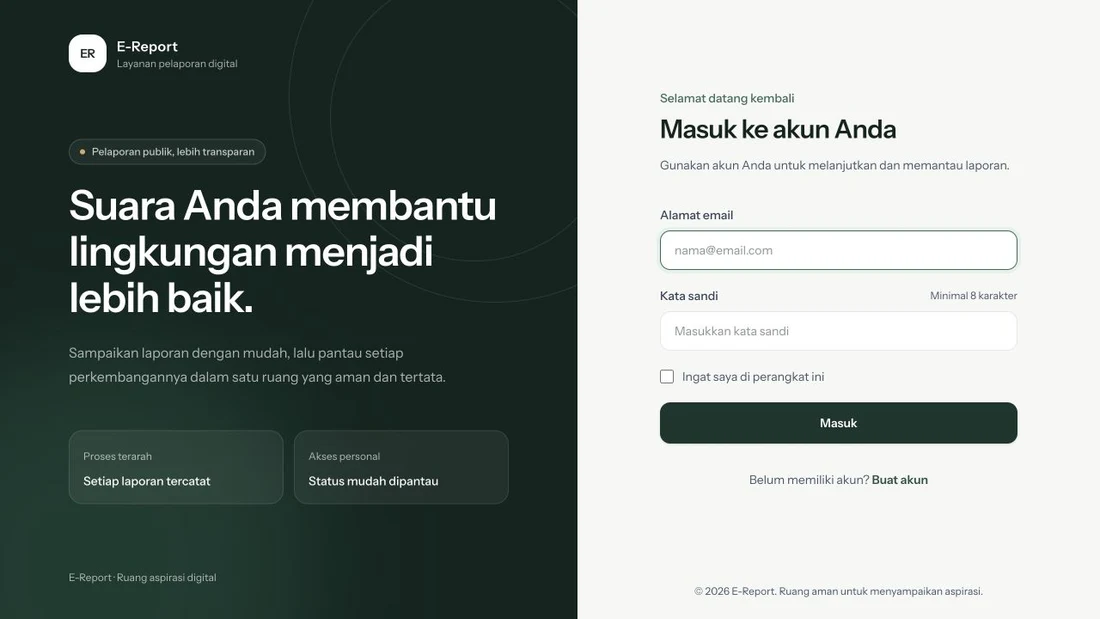 ER
E-Report
Layanan pelaporan digital
Pelaporan publik, lebih transparan
Suara Anda membantu
lingkungan menjadi
lebih baik.
Sampaikan laporan dengan mudah, lalu pantau setiap
perkembangannya dalam satu ruang yang aman dan tertata.
Proses terarah
Setiap laporan tercatat
Akses personal
Status mudah dipantau
E-Report · Ruang aspirasi digital
Selamat datang kembali
Masuk ke akun Anda
Gunakan akun Anda untuk melanjutkan dan memantau laporan.
Alamat email
nama@email.com
Kata sandi
Minimal 8 karakter
Masukkan kata sandi
Ingat saya di perangkat ini
Masuk
Belum memiliki akun? Buat akun
© 2026 E-Report. Ruang aman untuk menyampaikan aspirasi.